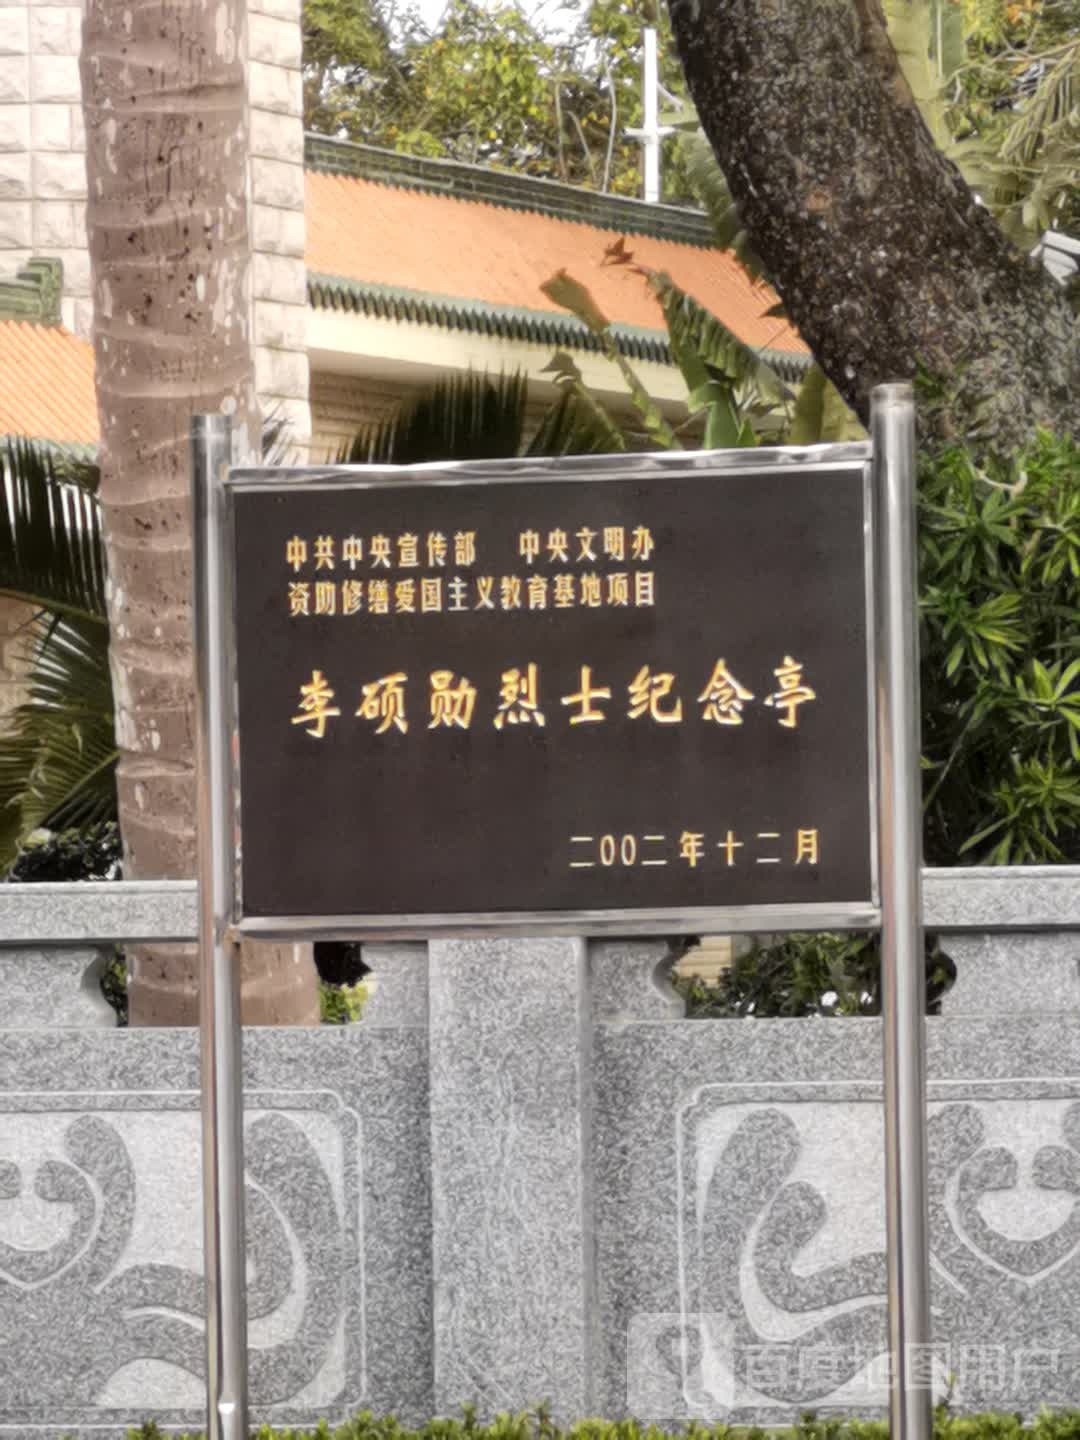 中共中央宣传部 中央文明办
资助修缮爱国主义教育基地项目
李硕勋烈士纪念亭
二00二年十二月
百度地图用户